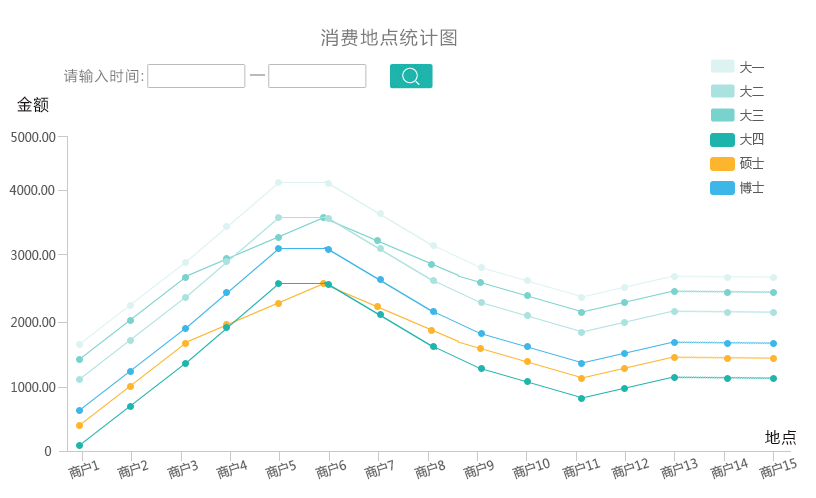 消费地点统计图
请输入时间:
金额
大一
大二
大三
大四
硕士
博士
5000.00
4000.00
3000.00
2000.00
1000.00
0
地点
商户1 商户2 商户3 商户4 商户5 商户6 商户7 商户8 商户9 商户10 商户11 商户12 商户13 商户14 商户15